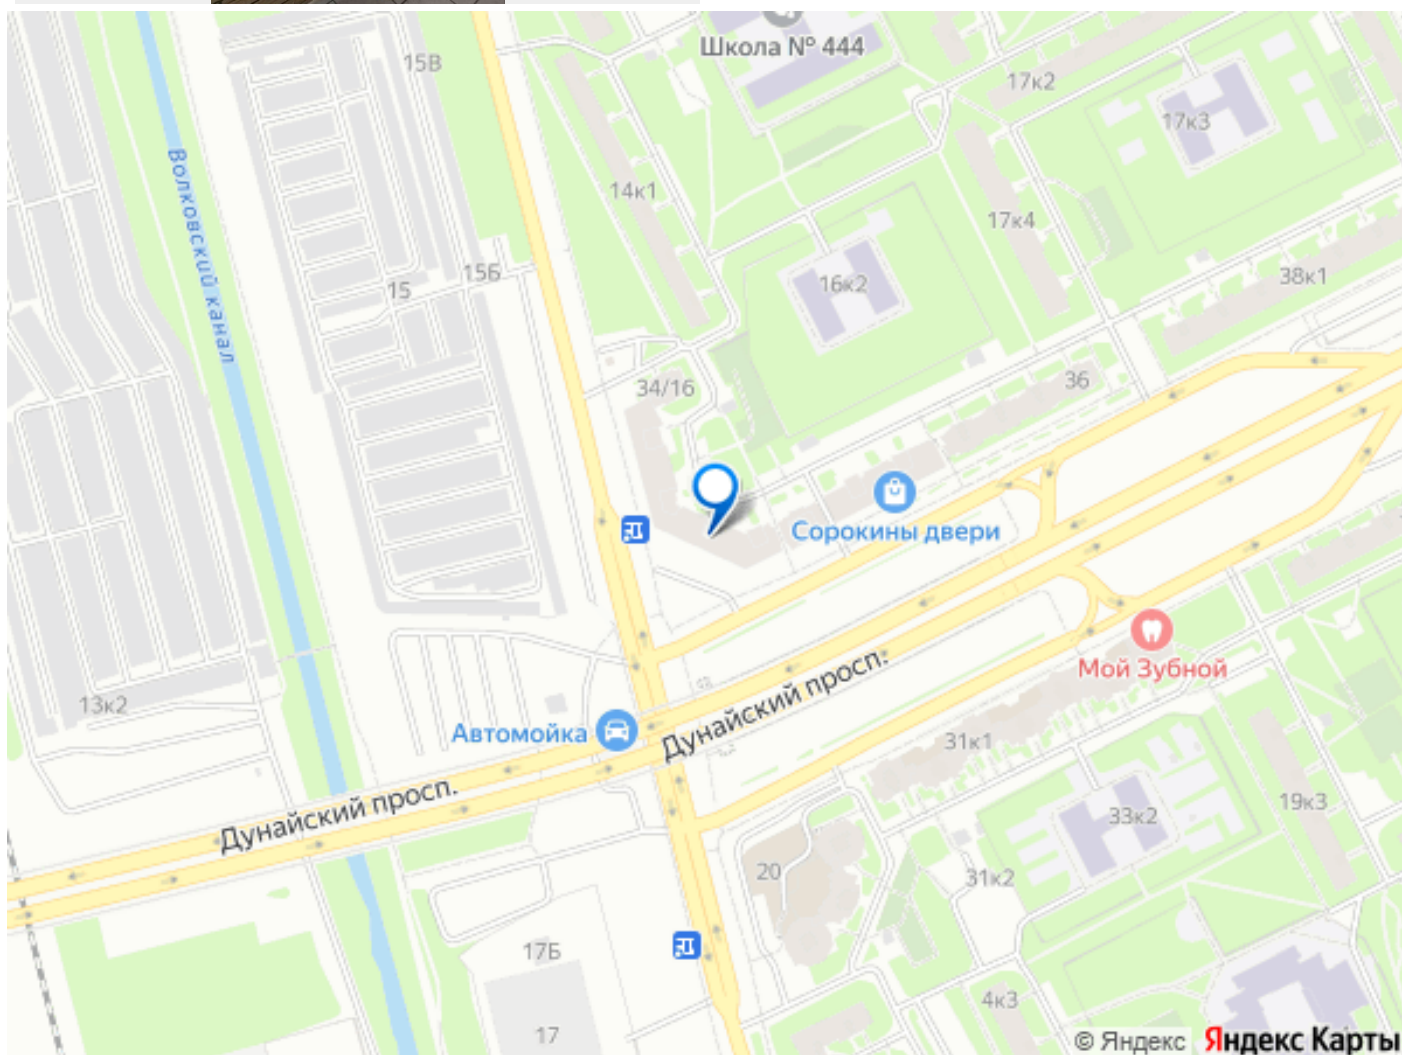 Школа № 444
15В
17к2
17к3
Волковский канал
14к1
17к4
15Б
15
16к2
38к1
34/16
36
Сорокины двери
Мой Зубной
13к2
Автомойка
Дунайский просп.
31к1
Дунайский просп.
19к3
33к2
20
31к2
17Б
4к3
17
© Яндекс Яндекс Карты